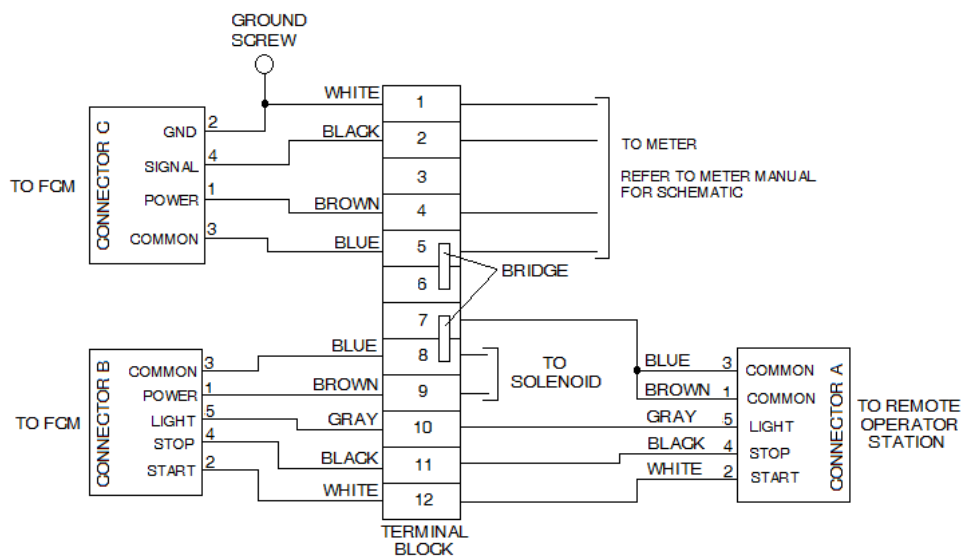 GROUND
SCREW
WHITE
1
2
GND
BLACK
2
4
SIGNAL
TO METER
CONNECTOR C
TO FCM
3
REFER TO METER MANUAL
FOR SCHEMATIC
1
POWER
BROWN
4
3
COMMON
BLUE
5
BRIDGE
6
7
BLUE
8
TO
SOLENOID
3
COMMON
CONNECTOR B
TO FCM
1
POWER
BROWN
9
5
LIGHT
GRAY
10
4
STOP
BLACK
11
2
START
WHITE
12
TERMINAL
BLOCK
BLUE
3
COMMON
BROWN
1
COMMON
GRAY
5
LIGHT
BLACK
4
STOP
WHITE
2
START
CONNECTOR A
TO REMOTE
OPERATOR
STATION